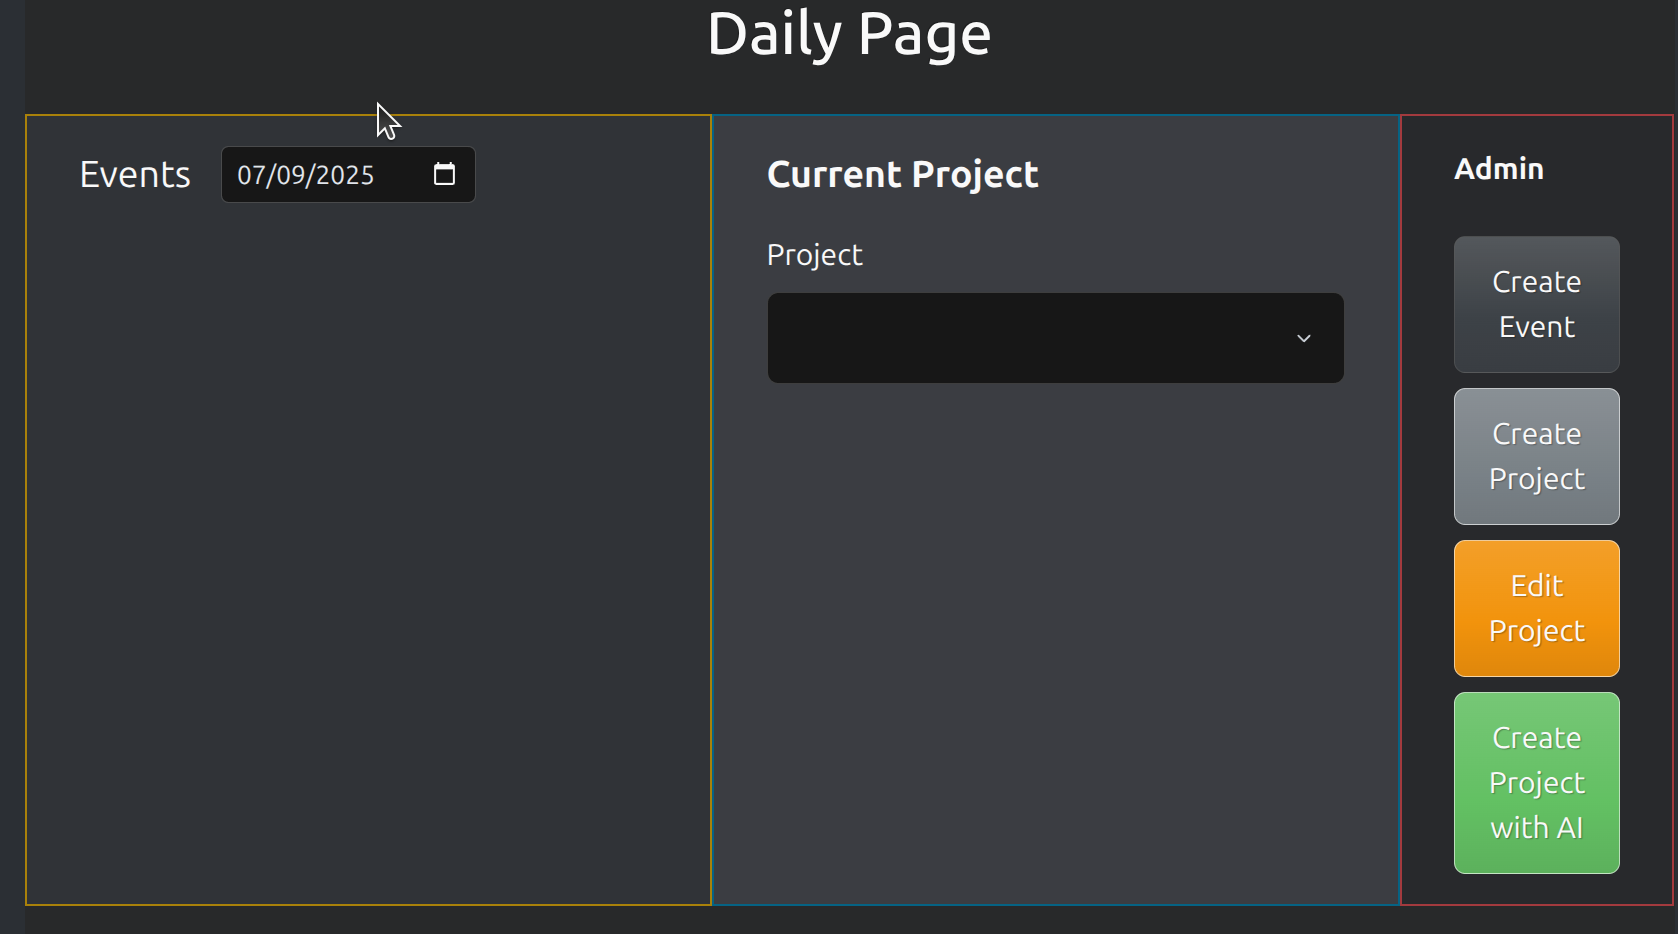 Daily Page
Events
07/09/2025
Current Project
Project
Admin
Create
Event
Create
Project
Edit
Project
Create
Project
with AI